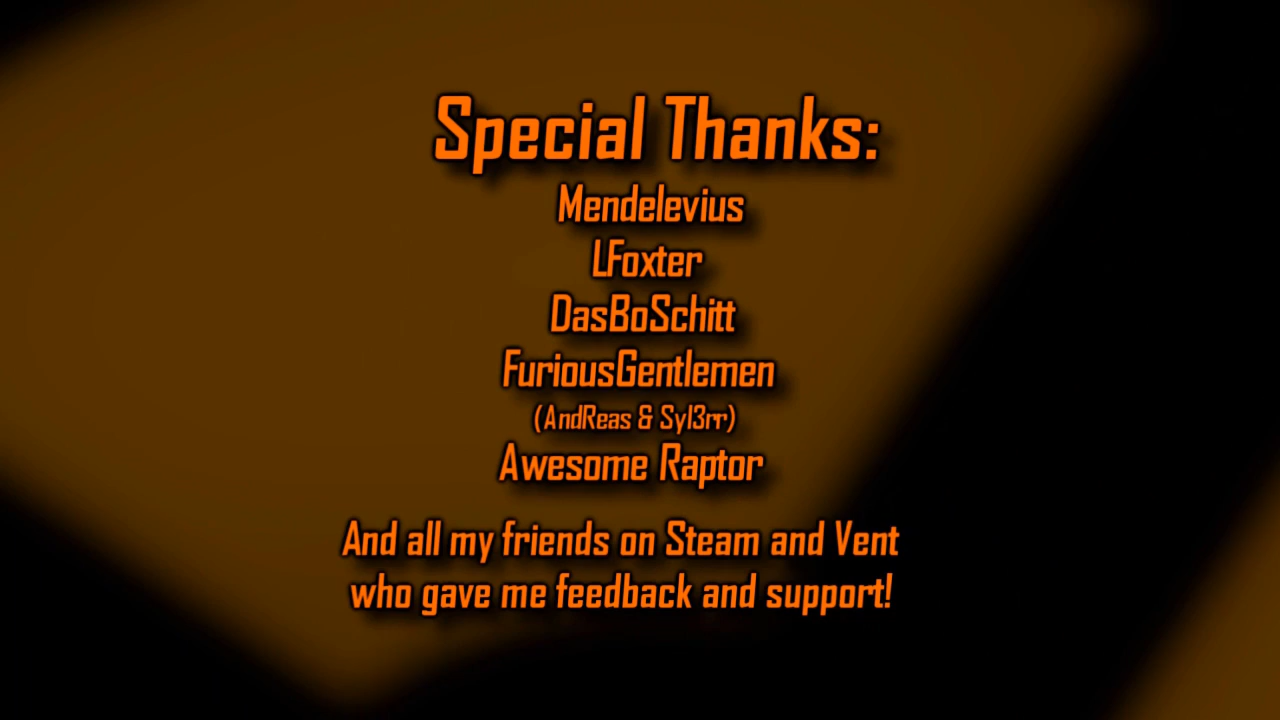 Special Thanks:
Mendelevius
LFoxter
DasBoSchitt
FuriousGentlemen
(AndReas & Syl3rr)
Awesome Raptor
And all my friends on Steam and Vent
who gave me feedback and support!